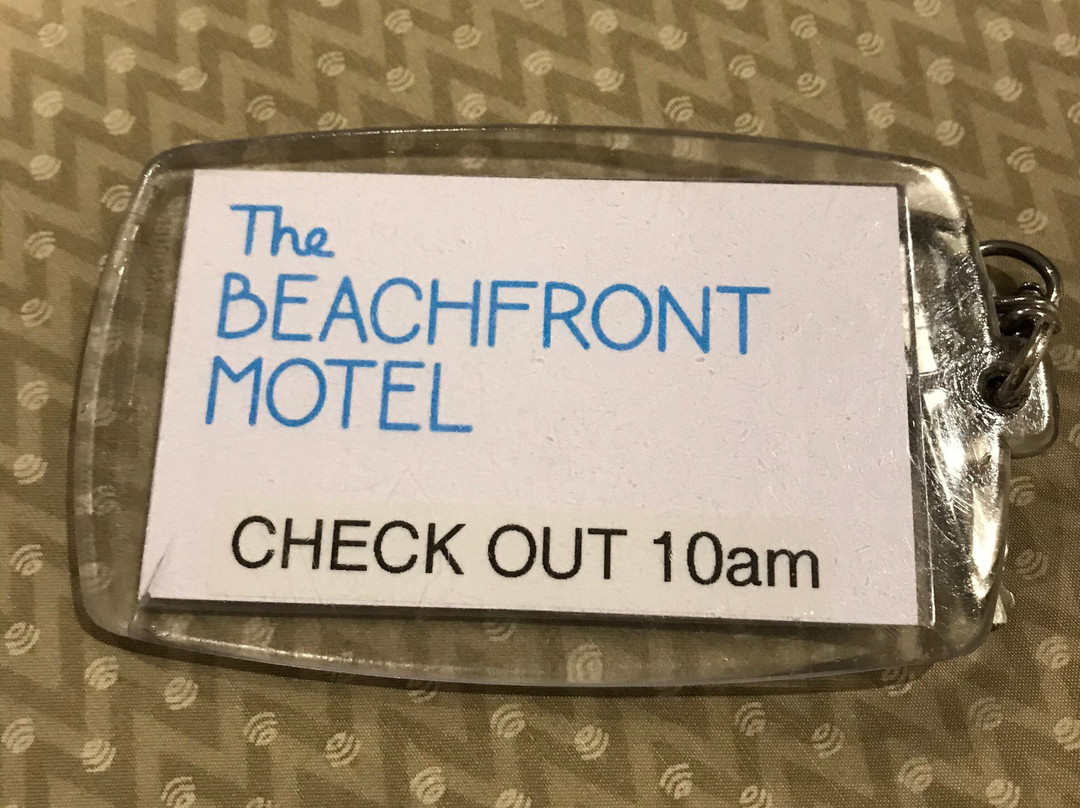 The
BEACHFRONT
MOTEL
CHECK OUT 10am